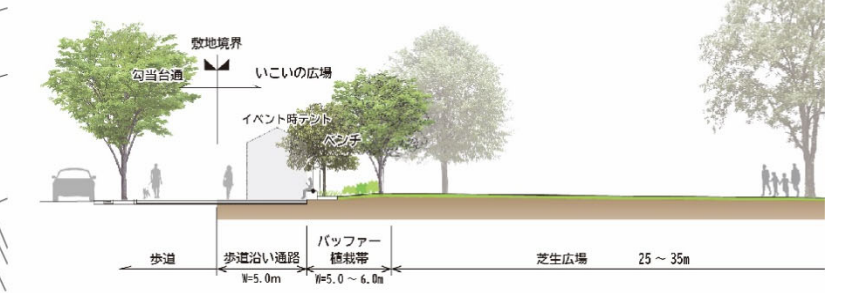 敷地境界
勾当台通
いこいの広場
イベント時テント
ベンチ
歩道
歩道沿い通路
W=5.0m
バッファー
植栽帯
W=5.0 ～ 6.0m
芝生広場 25 ～ 35m